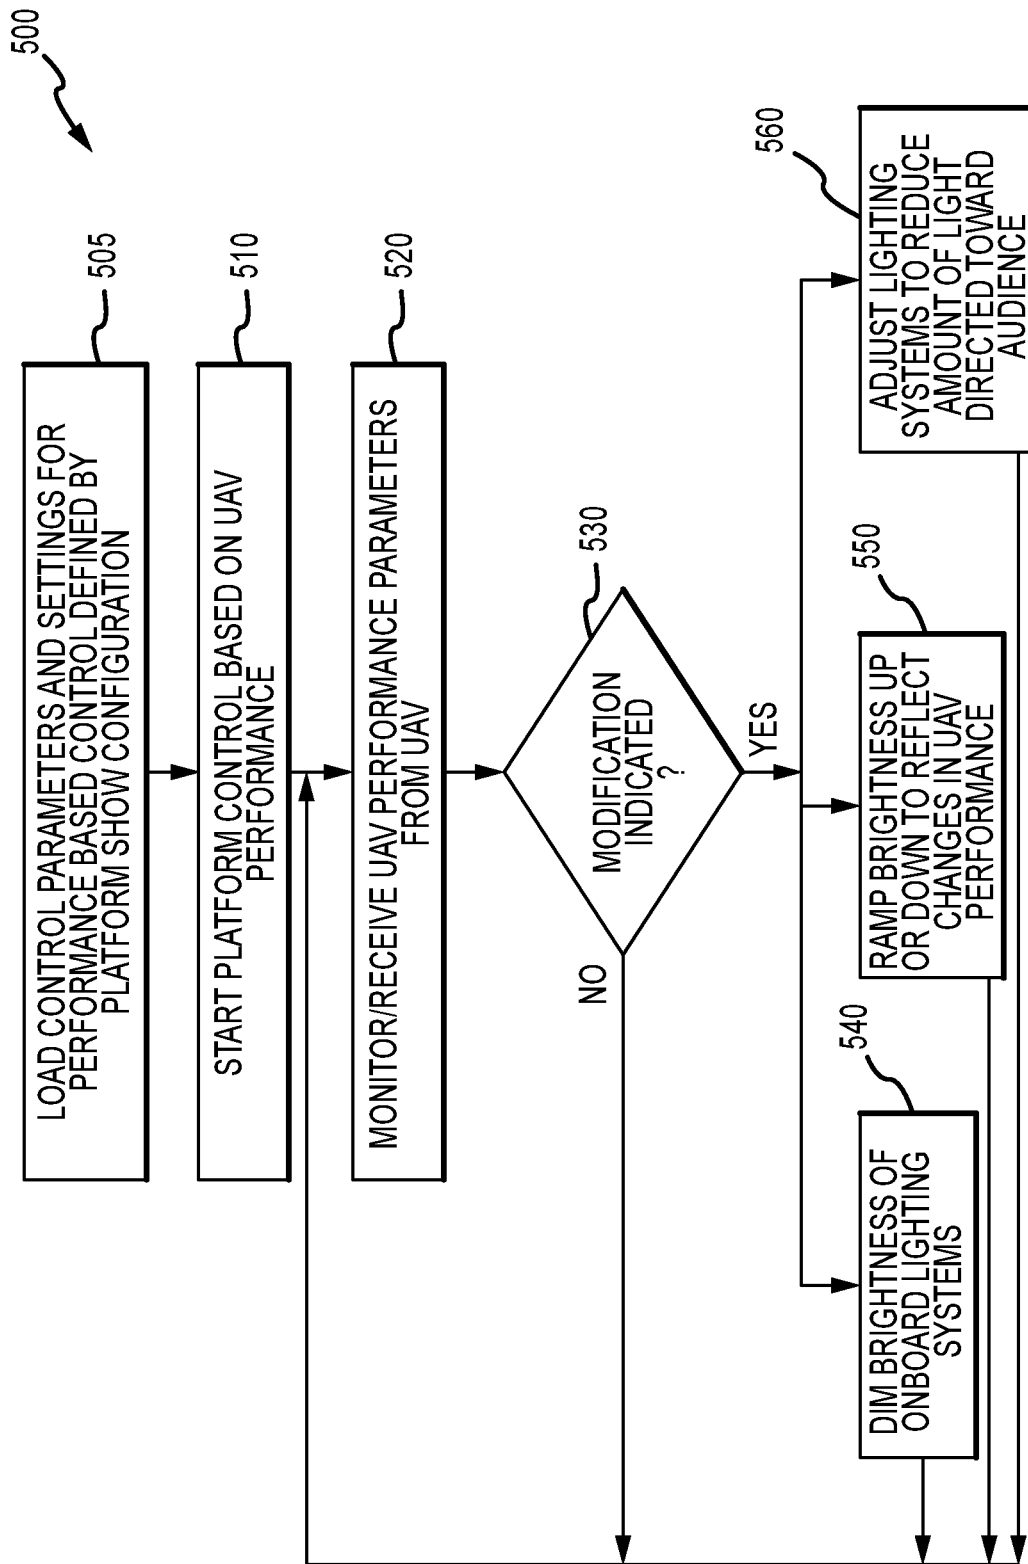 500
LOAD CONTROL PARAMETERS AND SETTINGS FOR
PERFORMANCE BASED CONTROL DEFINED BY
PLATFORM SHOW CONFIGURATION
505
START PLATFORM CONTROL BASED ON UAV
PERFORMANCE
510
MONITOR/RECEIVE UAV PERFORMANCE PARAMETERS
FROM UAV
520
MODIFICATION
INDICATED
?
530
NO
YES
DIM BRIGHTNESS OF
ONBOARD LIGHTING
SYSTEMS
540
RAMP BRIGHTNESS UP
OR DOWN TO REFLECT
CHANGES IN UAV
PERFORMANCE
550
ADJUST LIGHTING
SYSTEMS TO REDUCE
AMOUNT OF LIGHT
DIRECTED TOWARD
AUDIENCE
560